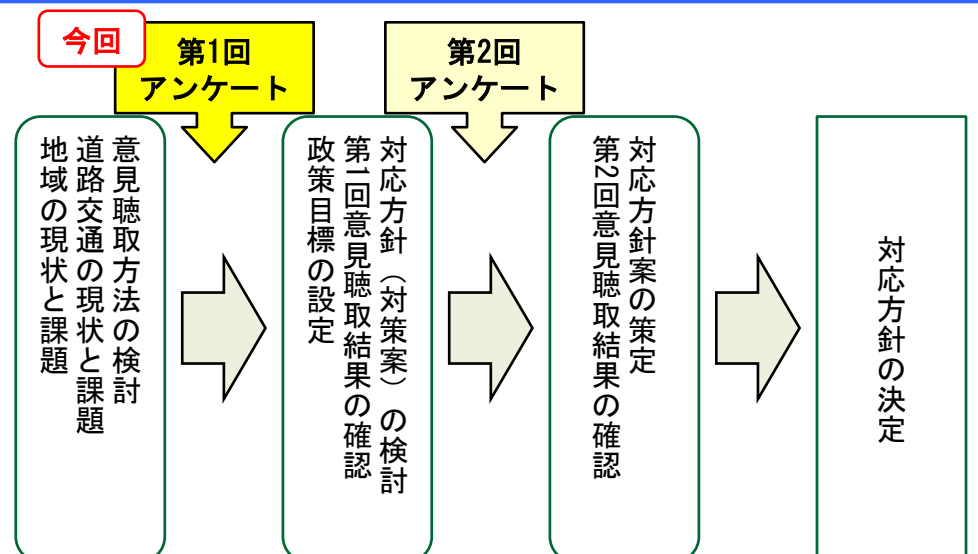 今回
第1回
アンケート
第2回
アンケート
意見聴取方法の検討
道路交通の現状と課題
地域の現状と課題
対応方針（対策案）の検討
第1回意見聴取結果の確認
政策目標の設定
対応方針案の策定
第2回意見聴取結果の確認
対応方針の決定